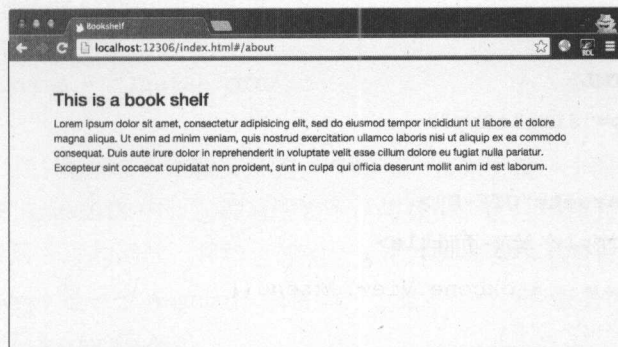 Bookshelf
localhost:12306/index.html#/about
This is a book shelf
Lorem ipsum dolor sit amet, consectetur adipisicing elit, sed do eiusmod tempor incididunt ut labore et dolore
magna aliqua. Ut enim ad minim veniam, quis nostrud exercitation ullamco laboris nisi ut aliquip ex ea commodo
consequat. Duis aute irure dolor in reprehenderit in voluptate velit esse cillum dolore eu fugiat nulla pariatur.
Excepteur sint occaecat cupidatat non proident, sunt in culpa qui officia deserunt mollit anim id est laborum.